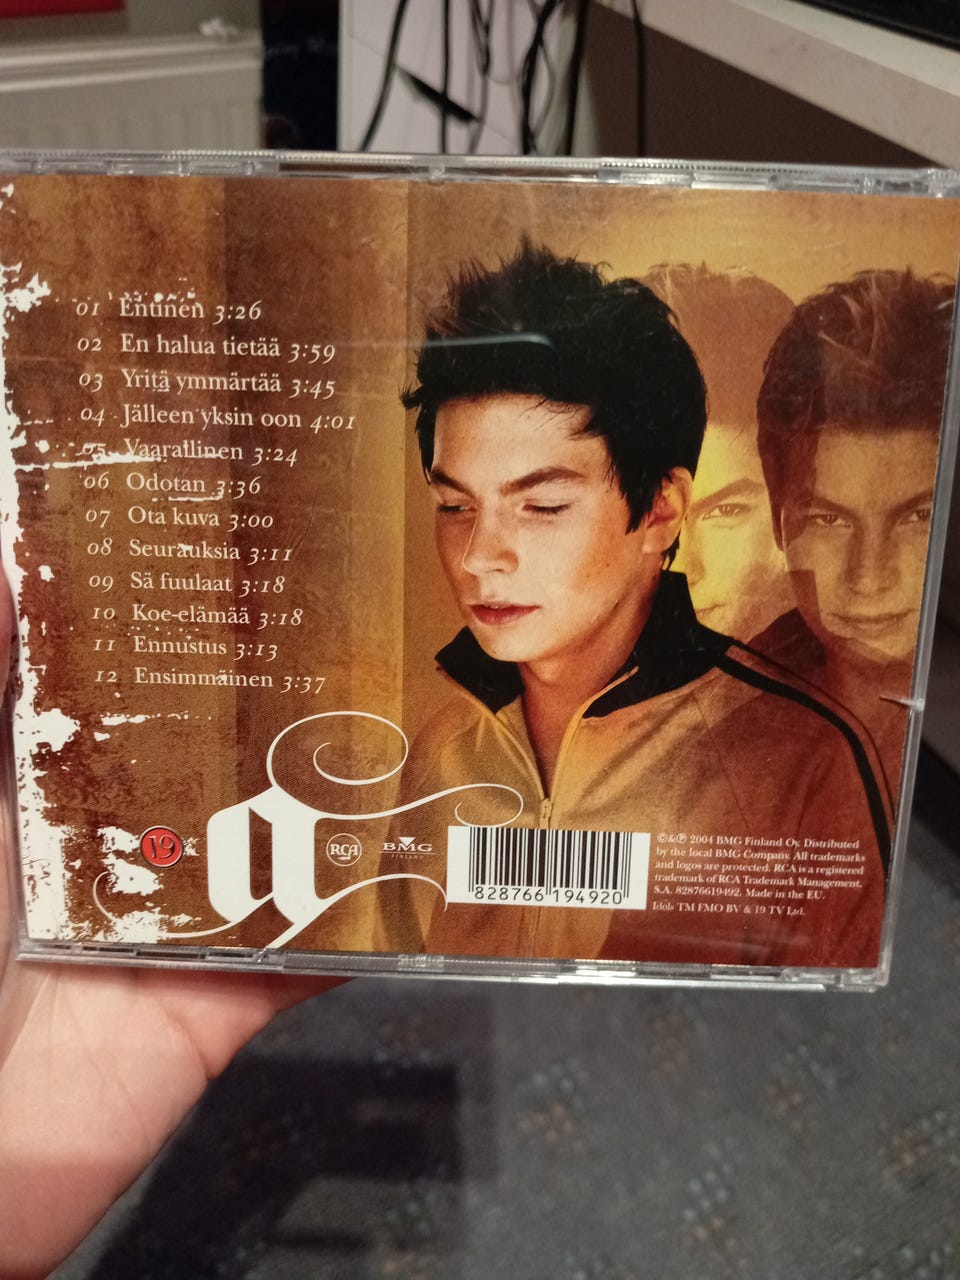 01 Entinen 3:26
02 En halua tietää 3:59
03 Yritä ymmärtää 3:45
04 Jälleen yksin oon 4:01
05 Vaarallinen 3:24
06 Odotan 3:36
07 Ota kuva 3:00
08 Seurauksia 3:11
09 Sä fuulaat 3:18
10 Koe-elämää 3:18
11 Ennustus 3:13
12 Ensimmäinen 3:37
19
a
RCA
BMG
FINLAND
828766 194920
©&℗ 2004 BMG Finland Oy. Distributed
by the local BMG Company. All trademarks
and logos are protected. RCA is a registered
trademark of RCA Trademark Management,
S.A. 82876619492. Made in the EU.
Idols TM FMO BV & 19 TV Ltd.